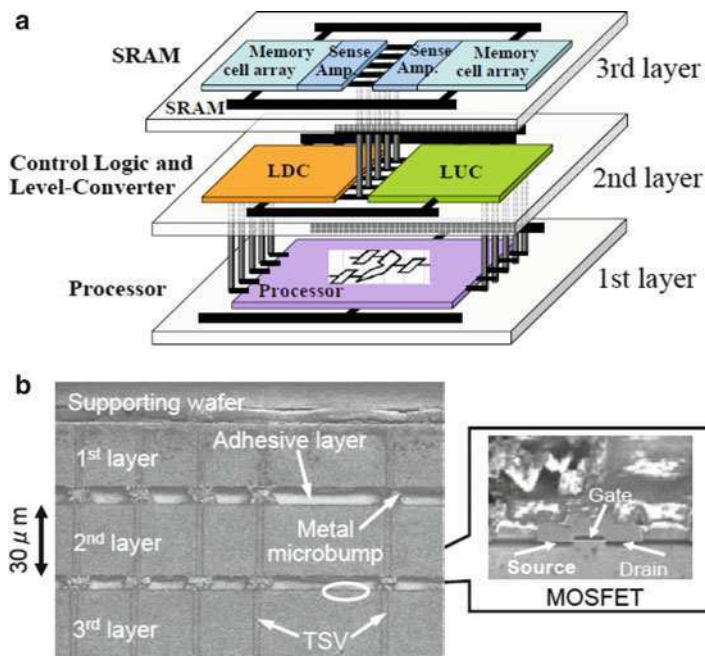 a
SRAM
Memory
cell array
Sense
Amp.
Sense
Amp.
Memory
cell array
3rd layer
SRAM
Control Logic and
Level-Converter
LDC
LUC
2nd layer
Processor
Processor
1st layer
b
Supporting wafer
Adhesive layer
1st layer
30 μm
2nd layer
Metal
microbump
3rd layer
TSV
Gate
Source
Drain
MOSFET